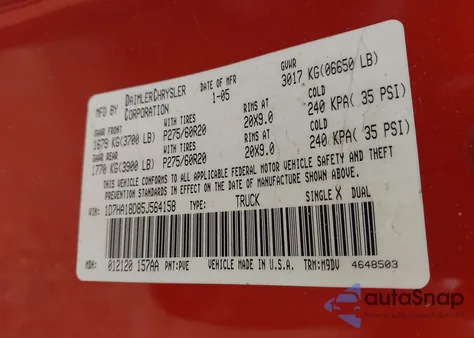 MFD BY DAIMLERCHRYSLER CORPORATION DATE OF MFR 1-05 GVWR 3017 KG(06650 LB)
GAWR FRONT WITH TIRES RIMS AT COLD
1679 KG(3700 LB) P275/60R20 20X9.0 240 KPA( 35 PSI)
GAWR REAR WITH TIRES RIMS AT COLD
1770 KG(3900 LB) P275/60R20 20X9.0 240 KPA( 35 PSI)
THIS VEHICLE CONFORMS TO ALL APPLICABLE FEDERAL MOTOR VEHICLE SAFETY AND THEFT
PREVENTION STANDARDS IN EFFECT ON THE DATE OF MANUFACTURE SHOWN ABOVE.
VIN: 1D7HA18D85J564158 TYPE: TRUCK SINGLE X DUAL
MDH: 012120 157AA PNT:PVE VEHICLE MADE IN U.S.A. TRM:M9DV 4648503
autoSnap